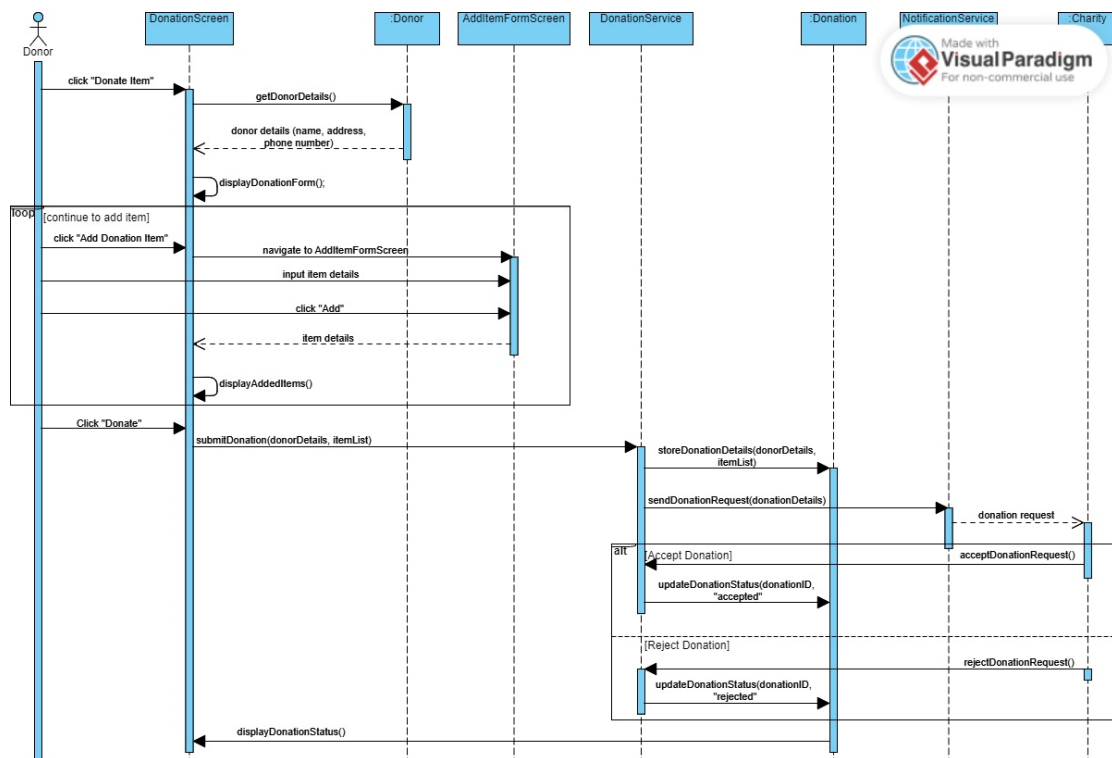 DonationScreen
:Donor
AddItemFormScreen
DonationService
:Donation
NotificationService
:Charity
Donor
Made with
Visual Paradigm
For non-commercial use
click "Donate Item"
getDonorDetails()
donor details (name, address,
phone number)
displayDonationForm();
loop
[continue to add item]
click "Add Donation Item"
navigate to AddItemFormScreen
input item details
click "Add"
item details
displayAddedItems()
Click "Donate"
submitDonation(donorDetails, itemList)
storeDonationDetails(donorDetails,
itemList)
sendDonationRequest(donationDetails)
donation request
alt
[Accept Donation]
acceptDonationRequest()
updateDonationStatus(donationID,
"accepted"
[Reject Donation]
rejectDonationRequest()
updateDonationStatus(donationID,
"rejected"
displayDonationStatus()